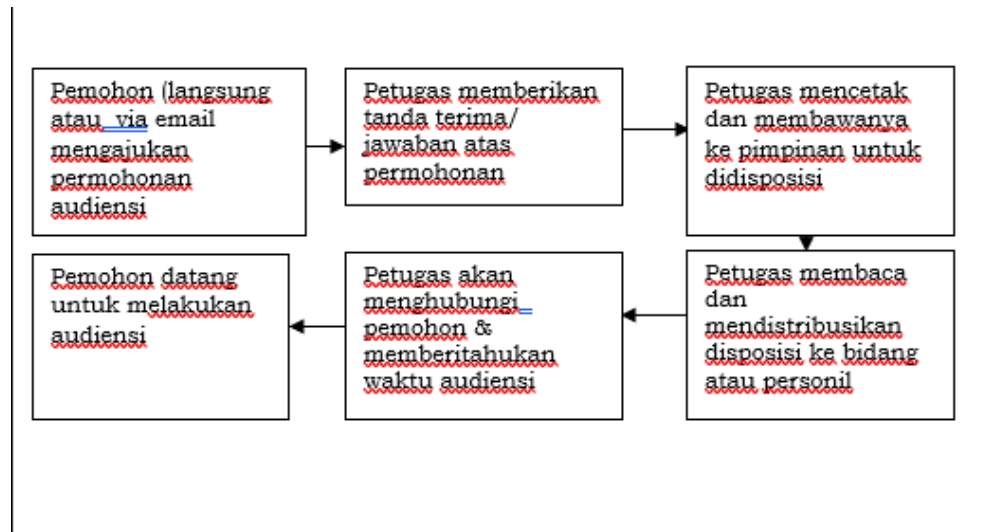 Pemohon (langsung
atau  via email
mengajukan
permohonan
audiensi
Petugas memberikan
tanda terima/
jawaban atas
permohonan
Petugas mencetak
dan membawanya
ke pimpinan untuk
didisposisi
Petugas membaca
dan
mendistribusikan
disposisi ke bidang
atau personil
Petugas akan
menghubungi
pemohon &
memberitahukan
waktu audiensi
Pemohon datang
untuk melakukan
audiensi